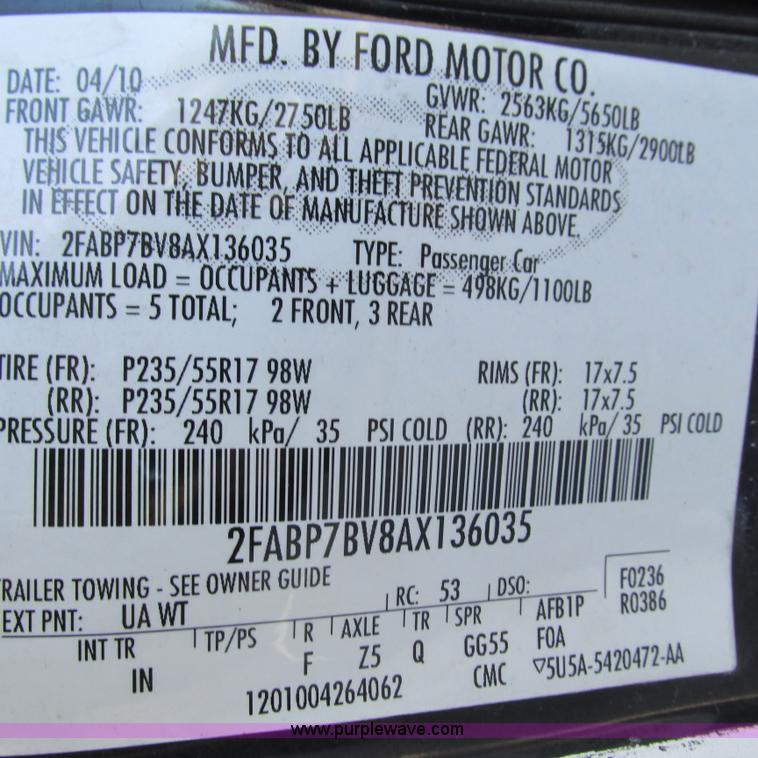 MFD. BY FORD MOTOR CO.
DATE: 04/10 GVWR: 2563KG/5650LB
FRONT GAWR: 1247KG/2750LB REAR GAWR: 1315KG/2900LB
THIS VEHICLE CONFORMS TO ALL APPLICABLE FEDERAL MOTOR
VEHICLE SAFETY, BUMPER, AND THEFT PREVENTION STANDARDS
IN EFFECT ON THE DATE OF MANUFACTURE SHOWN ABOVE.
VIN: 2FABP7BV8AX136035 TYPE: Passenger Car
MAXIMUM LOAD = OCCUPANTS + LUGGAGE = 498KG/1100LB
OCCUPANTS = 5 TOTAL; 2 FRONT, 3 REAR
TIRE (FR): P235/55R17 98W RIMS (FR): 17x7.5
(RR): P235/55R17 98W (RR): 17x7.5
PRESSURE (FR): 240 kPa/ 35 PSI COLD (RR): 240 kPa/ 35 PSI COLD
2FABP7BV8AX136035
TRAILER TOWING - SEE OWNER GUIDE
EXT PNT: UA WT RC: 53 DSO: F0236
R0386
INT TR TP/PS R AXLE TR SPR AFB1P
IN F Z5 Q GG55 F0A
1201004264062 CMC ▽5U5A-5420472-AA
www.purplewave.com